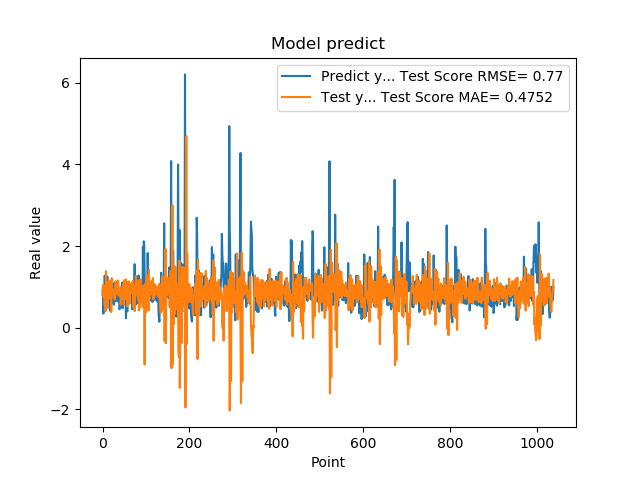 Model predict
Predict y... Test Score RMSE= 0.77
Test y... Test Score MAE= 0.4752
6
4
2
0
−2
Real value
0 200 400 600 800 1000
Point